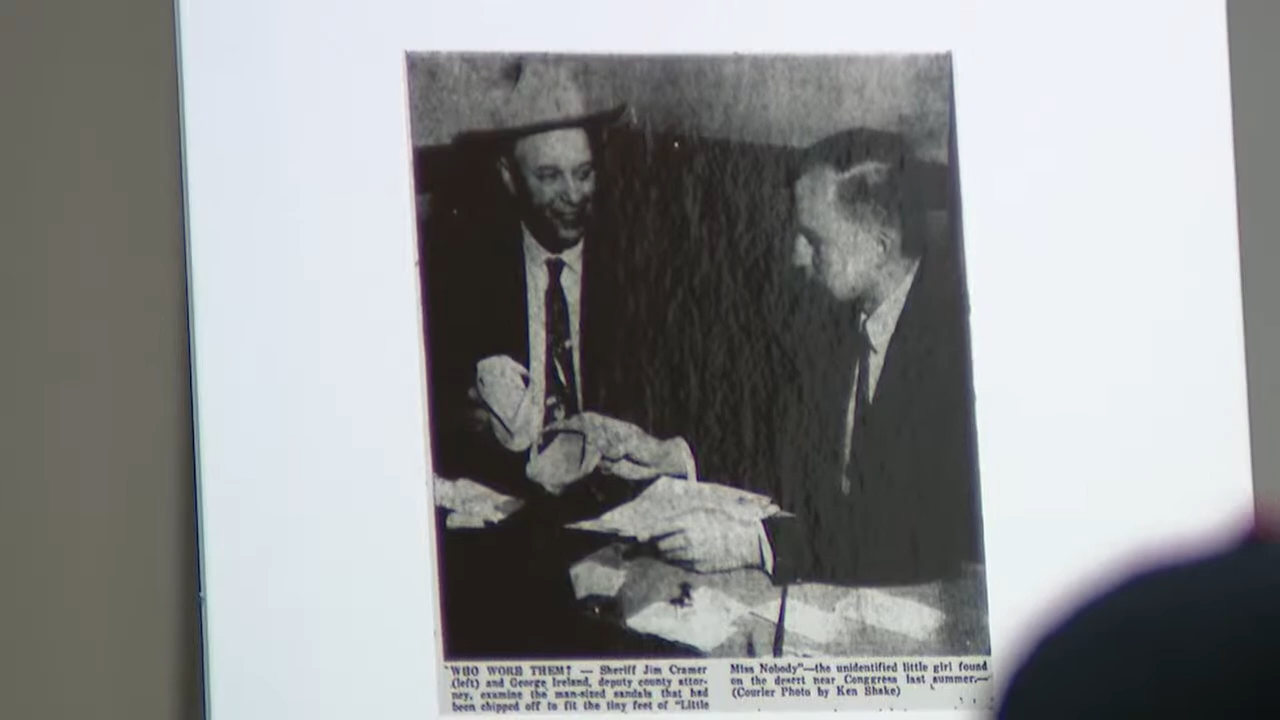 WHO WORE THEM? — Sheriff Jim Cramer
(left) and George Ireland, deputy county attor-
ney, examine the man-sized sandals that had
been chipped off to fit the tiny feet of "Little
Miss Nobody"—the unidentified little girl found
on the desert near Conggress last summer.—
(Courier Photo by Ken Shake)